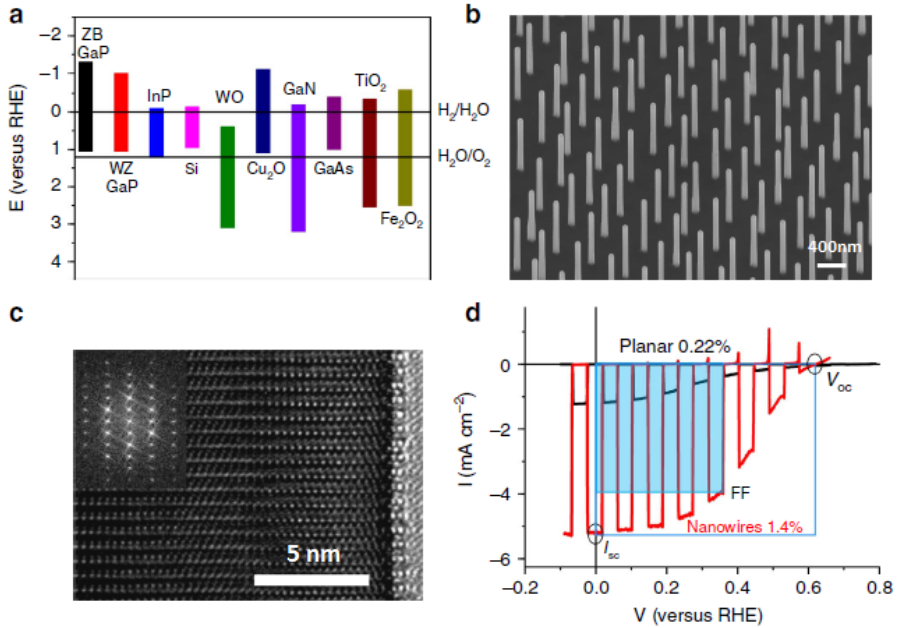 a
E (versus RHE)
−2
−1
0
1
2
3
4
ZB
GaP
WZ
GaP
InP
Si
WO
Cu₂O
GaN
GaAs
TiO₂
Fe₂O₂
H₂/H₂O
H₂O/O₂
b
400nm
c
5 nm
d
I (mA cm⁻²)
0
−2
−4
−6
Planar 0.22%
V_oc
FF
Nanowires 1.4%
I_sc
−0.2
0.0
0.2
0.4
0.6
0.8
V (versus RHE)